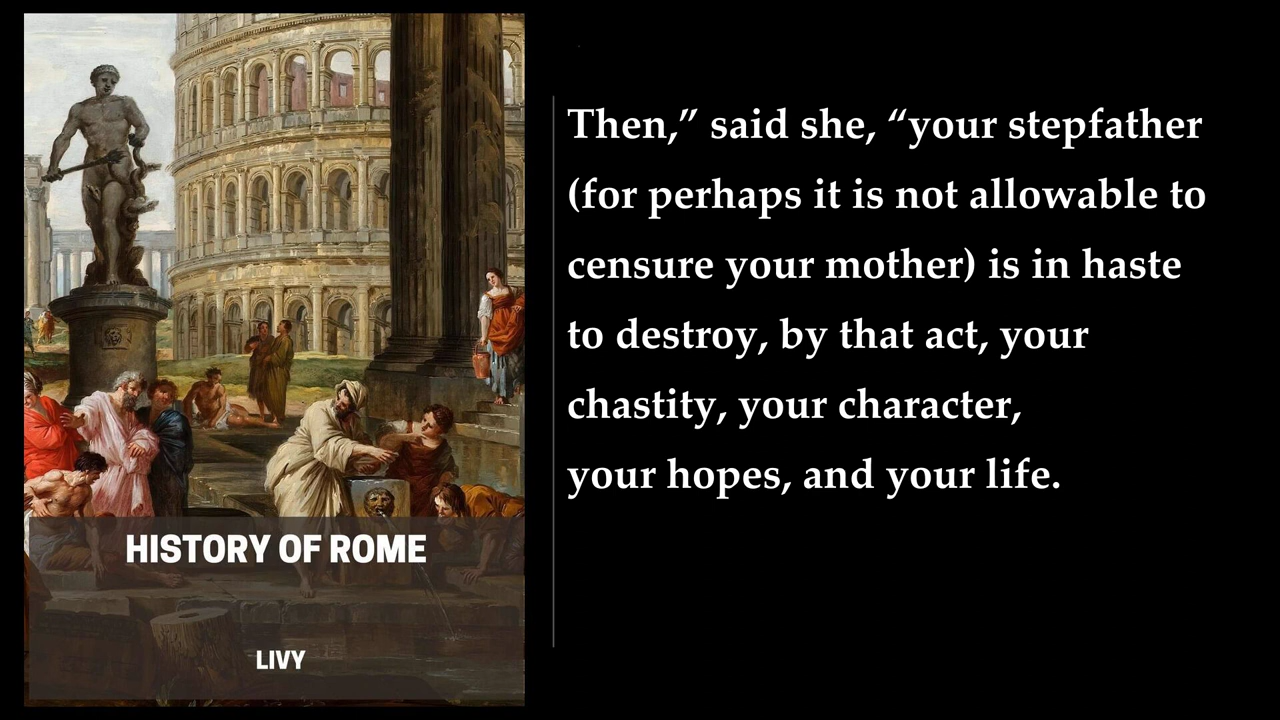 HISTORY OF ROME
LIVY
Then,” said she, “your stepfather
(for perhaps it is not allowable to
censure your mother) is in haste
to destroy, by that act, your
chastity, your character,
your hopes, and your life.